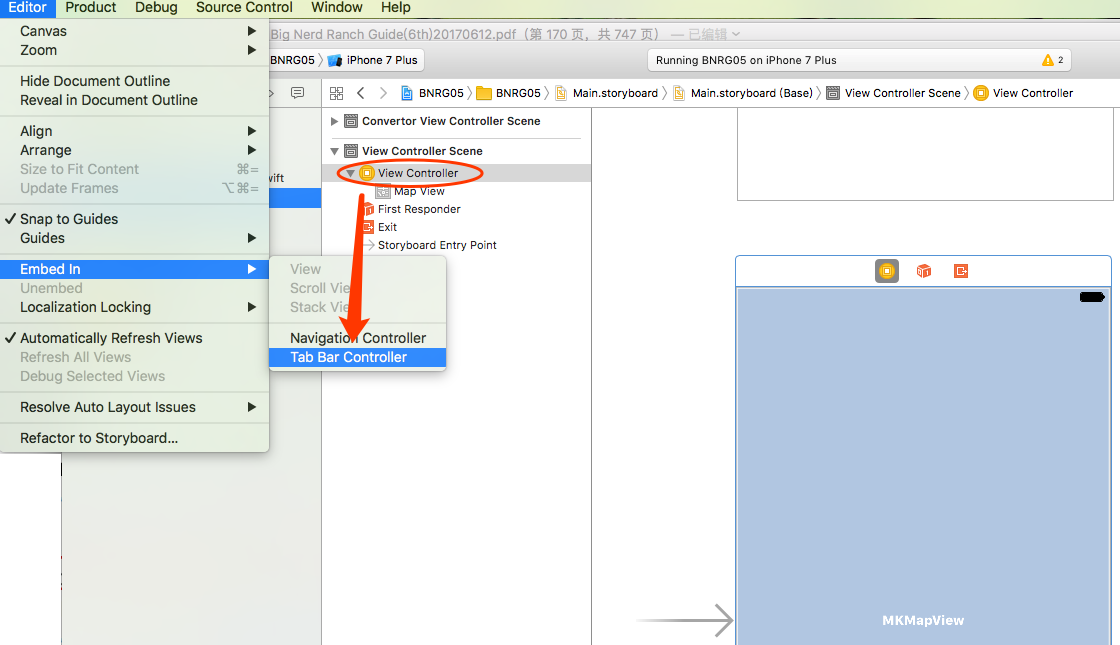 Editor Product Debug Source Control Window Help
Big Nerd Ranch Guide(6th)20170612.pdf（第 170 页，共 747 页） — 已编辑
BNRG05 iPhone 7 Plus
Running BNRG05 on iPhone 7 Plus
2
BNRG05 BNRG05 Main.storyboard Main.storyboard (Base) View Controller Scene View Controller
Canvas
Zoom
Hide Document Outline
Reveal in Document Outline
Align
Arrange
Size to Fit Content ⌘=
Update Frames ⌥⌘=
Snap to Guides
Guides
Embed In
Unembed
Localization Locking
Automatically Refresh Views
Refresh All Views
Debug Selected Views
Resolve Auto Layout Issues
Refactor to Storyboard...
wift
View
Scroll Vie
Stack Vie
Navigation Controller
Tab Bar Controller
Convertor View Controller Scene
View Controller Scene
View Controller
Map View
First Responder
Exit
Storyboard Entry Point
MKMapView